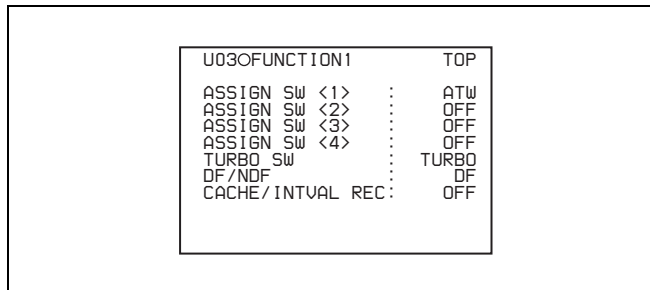 U03○FUNCTION1 TOP
ASSIGN SW <1> : ATW
ASSIGN SW <2> : OFF
ASSIGN SW <3> : OFF
ASSIGN SW <4> : OFF
TURBO SW : TURBO
DF/NDF : DF
CACHE/INTVAL REC: OFF